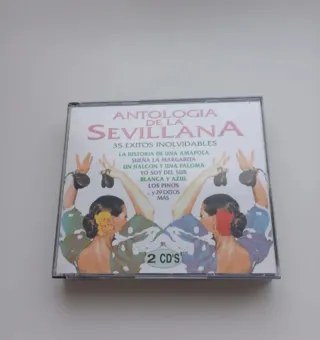 ANTOLOGIA
DE LA
SEVILLANA
35 EXITOS INOLVIDABLES
LA HISTORIA DE UNA AMAPOLA
SUEÑA LA MARGARITA
UN HALCON Y UNA PALOMA
YO SOY DEL SUR
BLANCA Y AZUL
LOS PINOS
y 29 EXITOS
MAS
2 CD'S